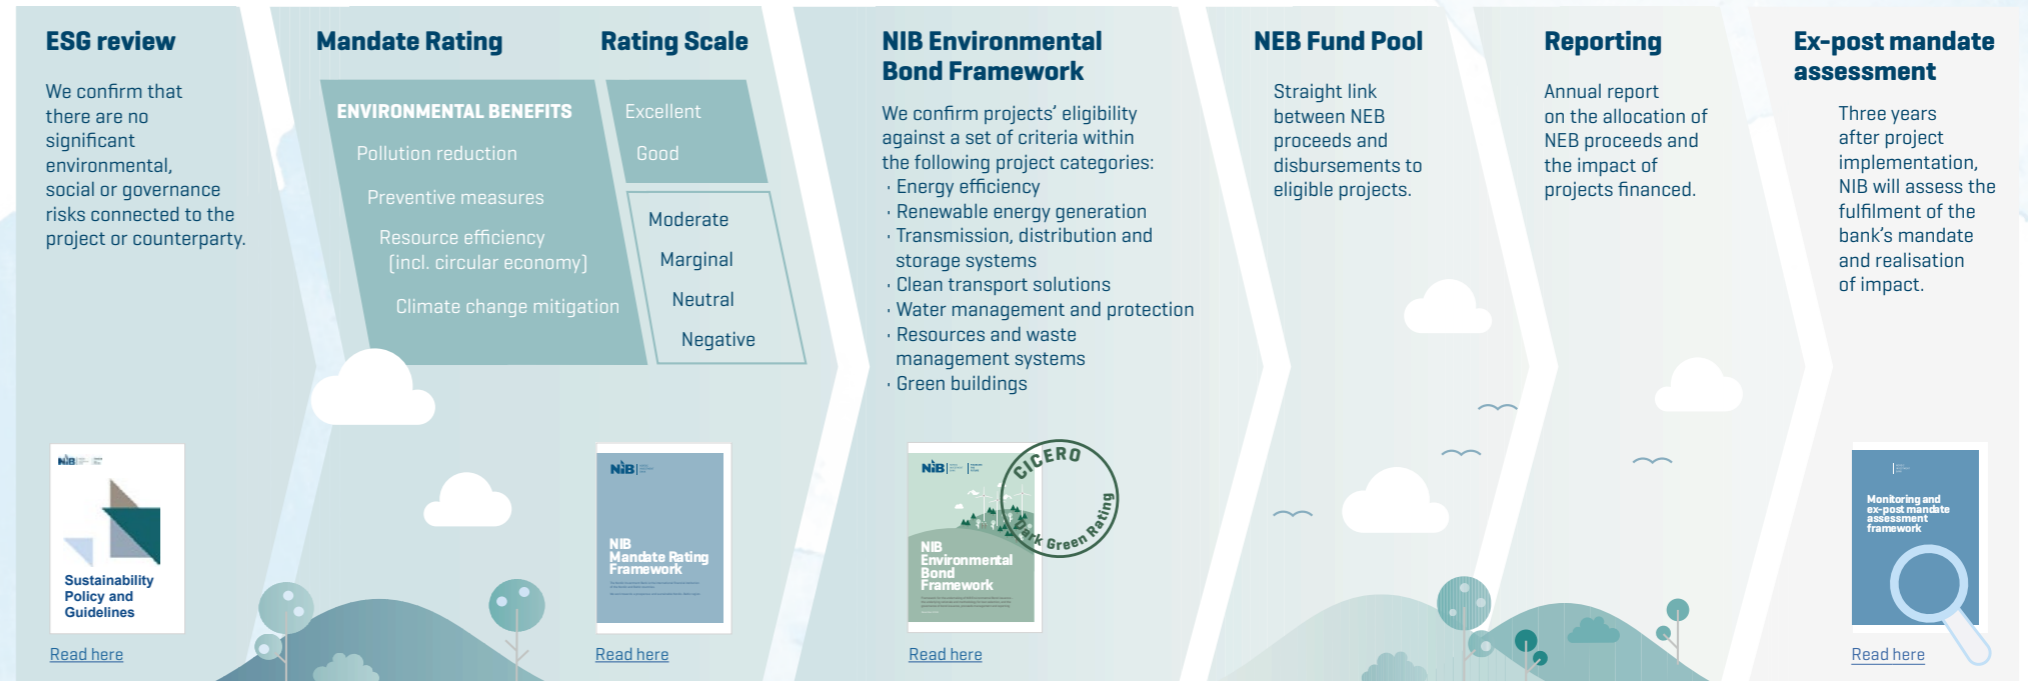 ESG review
We confirm that
there are no
significant
environmental,
social or governance
risks connected to the
project or counterparty.
NiB
Sustainability
Policy and
Guidelines
Read here
Mandate Rating
ENVIRONMENTAL BENEFITS
Pollution reduction
Preventive measures
Resource efficiency
(incl. circular economy)
Climate change mitigation
Rating Scale
Excellent
Good
Moderate
Marginal
Neutral
Negative
NiB
NIB
Mandate Rating
Framework
Read here
NIB Environmental
Bond Framework
We confirm projects’ eligibility
against a set of criteria within
the following project categories:
· Energy efficiency
· Renewable energy generation
· Transmission, distribution and
storage systems
· Clean transport solutions
· Water management and protection
· Resources and waste
management systems
· Green buildings
NiB
NIB
Environmental
Bond
Framework
CICERO
Dark Green Rating
Read here
NEB Fund Pool
Straight link
between NEB
proceeds and
disbursements to
eligible projects.
Reporting
Annual report
on the allocation of
NEB proceeds and
the impact of
projects financed.
Ex-post mandate
assessment
Three years
after project
implementation,
NIB will assess the
fulfilment of the
bank’s mandate
and realisation
of impact.
Monitoring and
ex-post mandate
assessment
framework
Read here